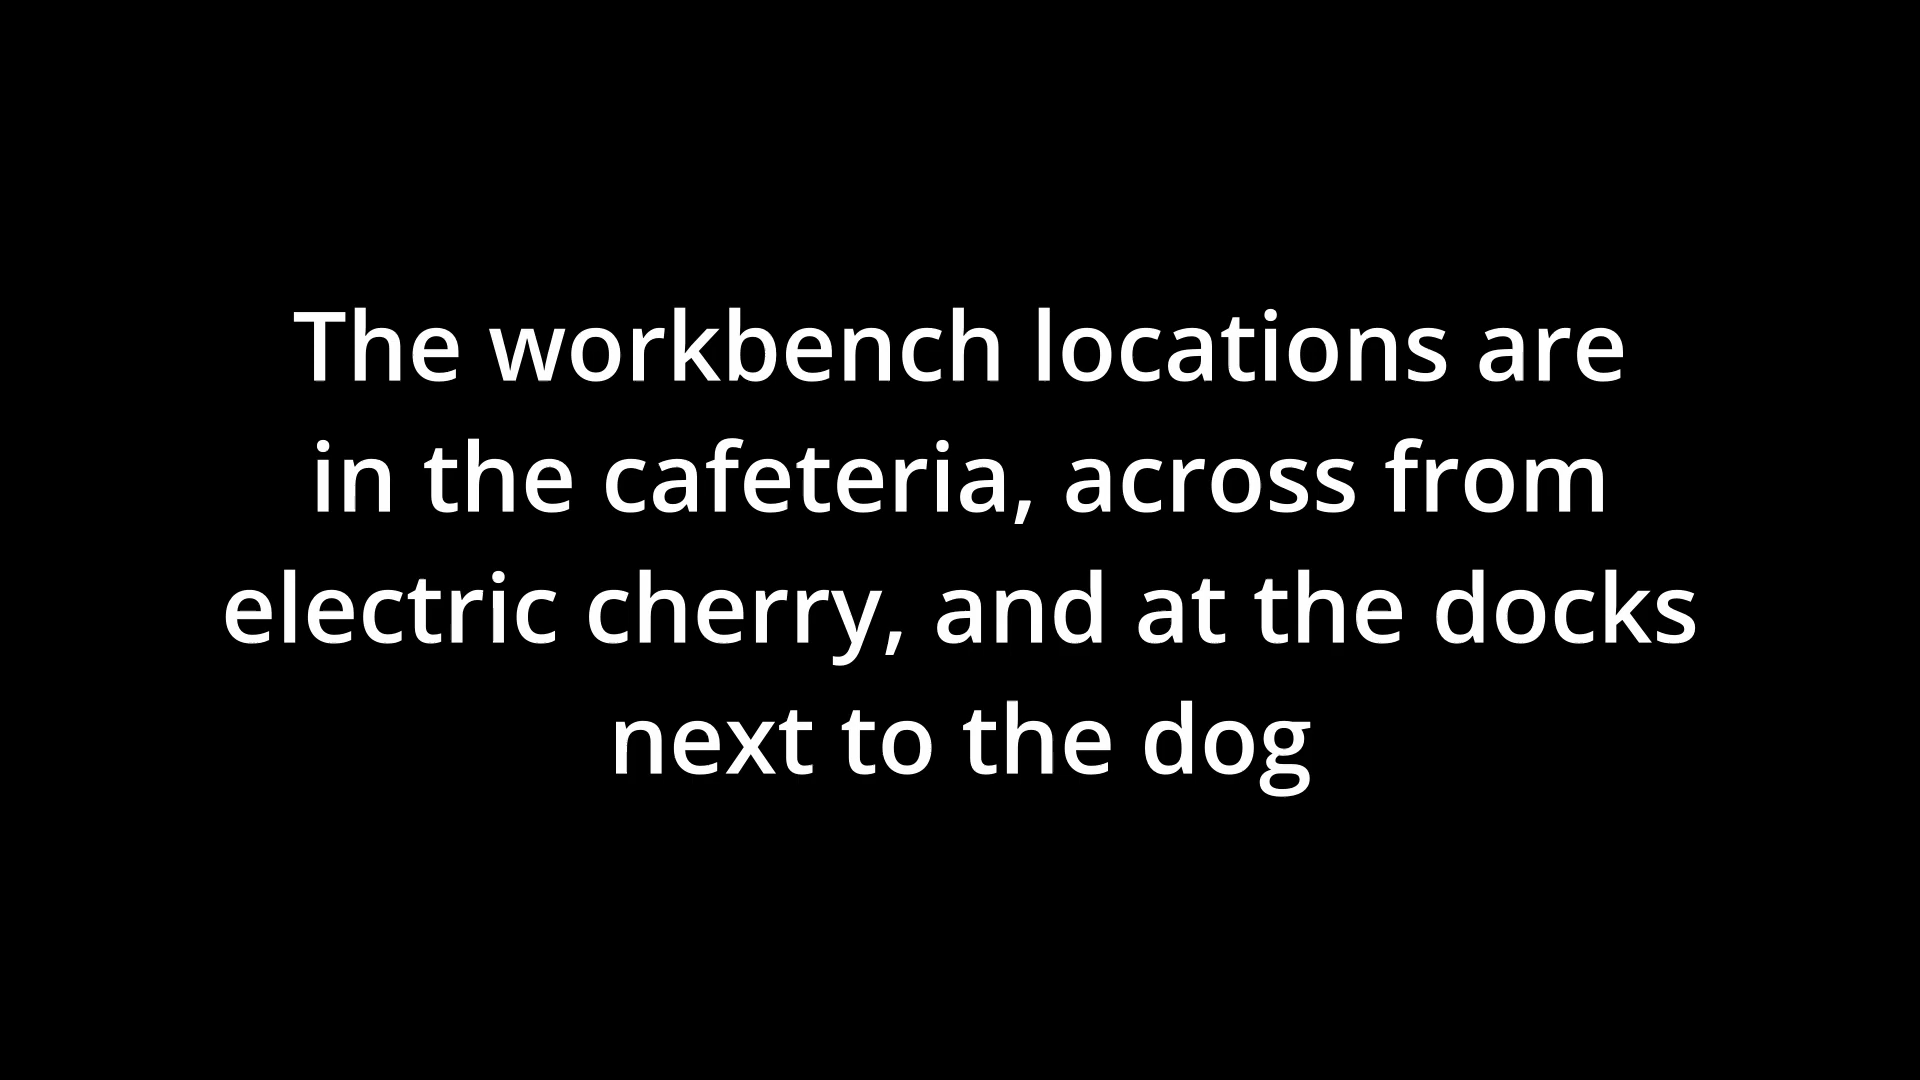 The workbench locations are
in the cafeteria, across from
electric cherry, and at the docks
next to the dog